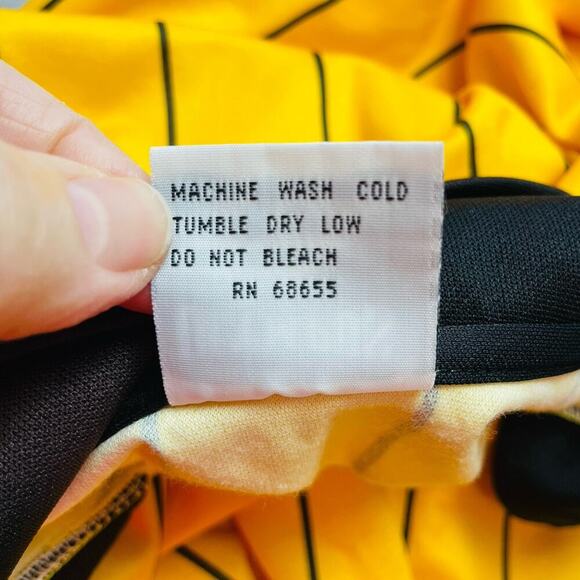 MACHINE WASH COLD
TUMBLE DRY LOW
DO NOT BLEACH
RN 68655